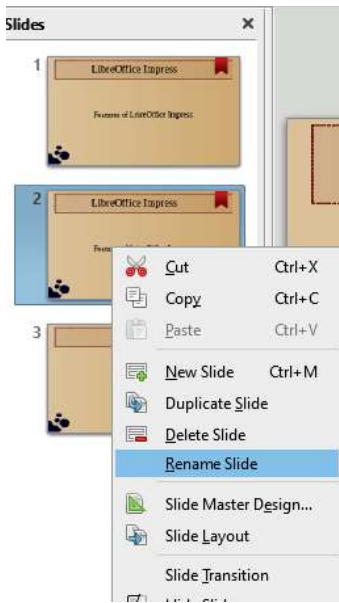 Slides
1
LibreOffice Impress
Features of LibreOffice Impress
2
LibreOffice Impress
3
Cut Ctrl+X
Copy Ctrl+C
Paste Ctrl+V
New Slide Ctrl+M
Duplicate Slide
Delete Slide
Rename Slide
Slide Master Design...
Slide Layout
Slide Transition